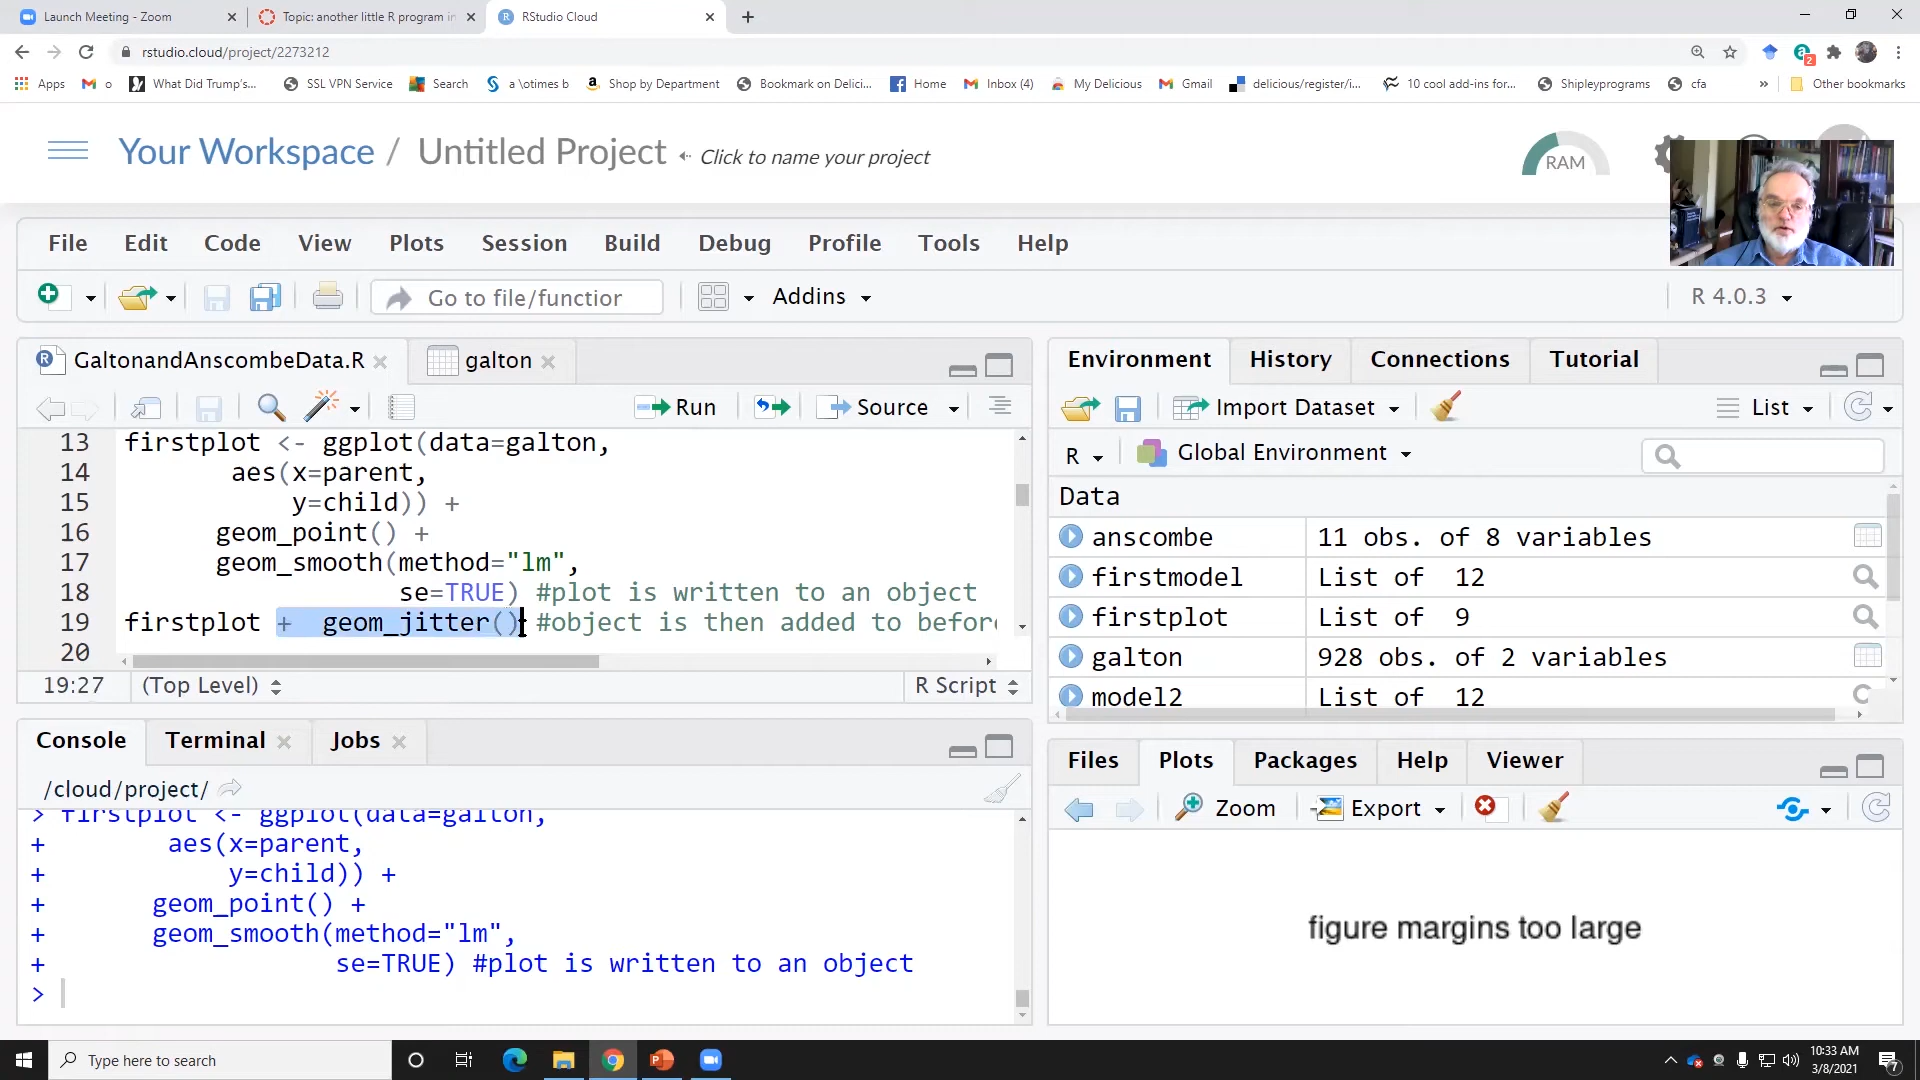 Launch Meeting - Zoom
Topic: another little R program in
RStudio Cloud
rstudio.cloud/project/2273212
2
Apps
o
What Did Trump's...
SSL VPN Service
Search
a \otimes b
Shop by Department
Bookmark on Delici...
Home
Inbox (4)
My Delicious
Gmail
delicious/register/i...
10 cool add-ins for...
Shipleyprograms
cfa
»
Other bookmarks
Your Workspace / Untitled Project
Click to name your project
RAM
File Edit Code View Plots Session Build Debug Profile Tools Help
Go to file/function
Addins
R 4.0.3
GaltonandAnscombeData.R
galton
Run
Source
13 firstplot <- ggplot(data=galton,
14 aes(x=parent,
15 y=child)) +
16 geom_point() +
17 geom_smooth(method="lm",
18 se=TRUE) #plot is written to an object
19 firstplot + geom_jitter() #object is then added to befor
20
19:27 (Top Level) R Script
Console Terminal Jobs
/cloud/project/
> firstplot <- ggplot(data=galton,
+ aes(x=parent,
+ y=child)) +
+ geom_point() +
+ geom_smooth(method="lm",
+ se=TRUE) #plot is written to an object
>
Environment History Connections Tutorial
Import Dataset
List
R Global Environment
Data
anscombe 11 obs. of 8 variables
firstmodel List of 12
firstplot List of 9
galton 928 obs. of 2 variables
model2 List of 12
Files Plots Packages Help Viewer
Zoom Export
figure margins too large
Type here to search
10:33 AM
3/8/2021
7